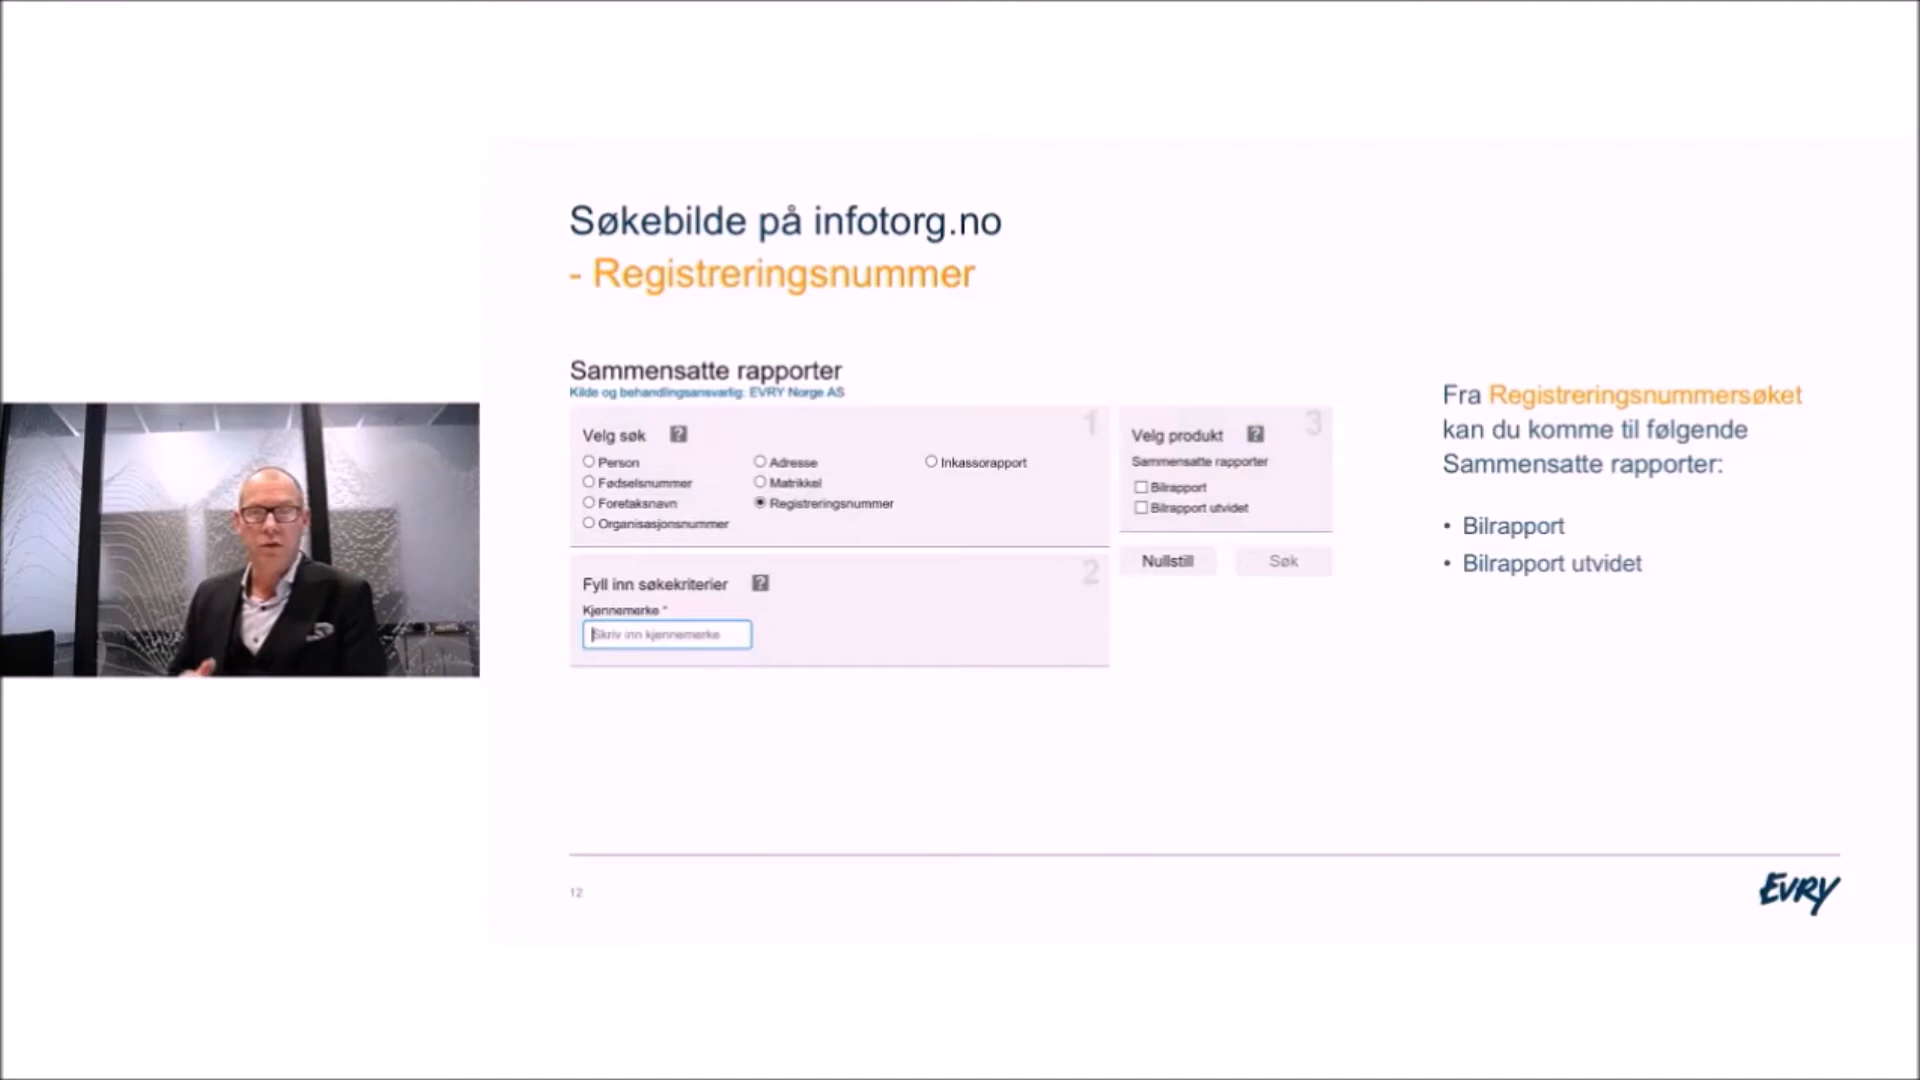 Søkebilde på infotorg.no
- Registreringsnummer
Sammensatte rapporter
Kilde og behandlingsansvarlig: EVRY Norge AS
Velg søk ?
1
Person
Adresse
Inkassorapport
Fødselsnummer
Matrikkel
Foretaksnavn
Registreringsnummer
Organisasjonsnummer
Fyll inn søkekriterier ?
2
Kjennemerke *
Skriv inn kjennemerke
Velg produkt ?
3
Sammensatte rapporter
Bilrapport
Bilrapport utvidet
Nullstill
Søk
Fra Registreringsnummersøket
kan du komme til følgende
Sammensatte rapporter:
• Bilrapport
• Bilrapport utvidet
12
EVRY